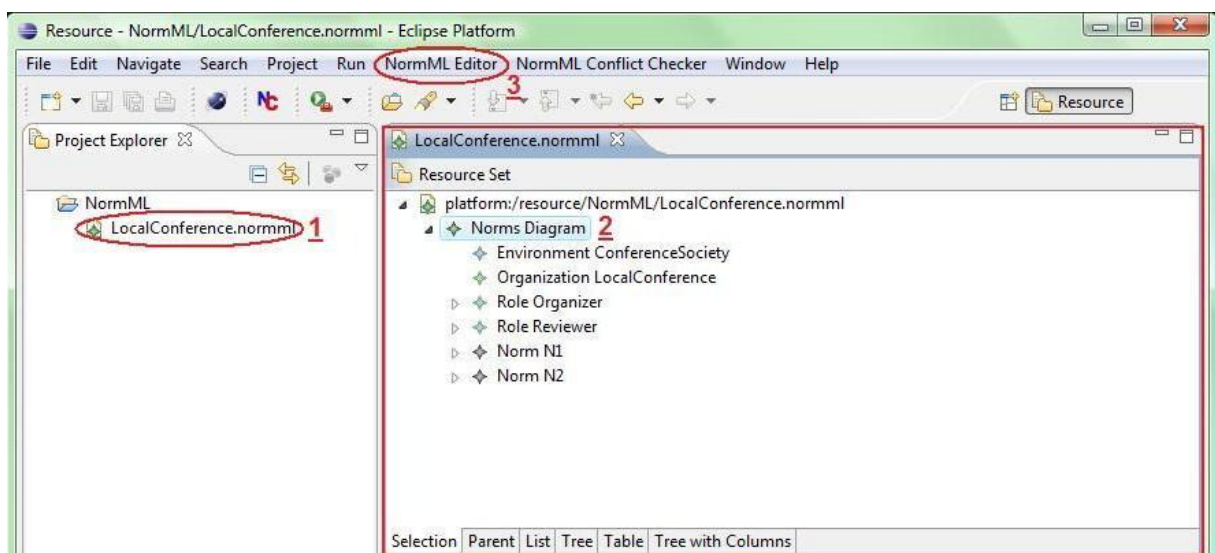 Resource - NormML/LocalConference.normml - Eclipse Platform
File Edit Navigate Search Project Run NormML Editor NormML Conflict Checker Window Help
3
NC
Resource
Project Explorer
LocalConference.normml
Resource Set
NormML
LocalConference.normml 1
platform:/resource/NormML/LocalConference.normml
Norms Diagram 2
Environment ConferenceSociety
Organization LocalConference
Role Organizer
Role Reviewer
Norm N1
Norm N2
Selection Parent List Tree Table Tree with Columns